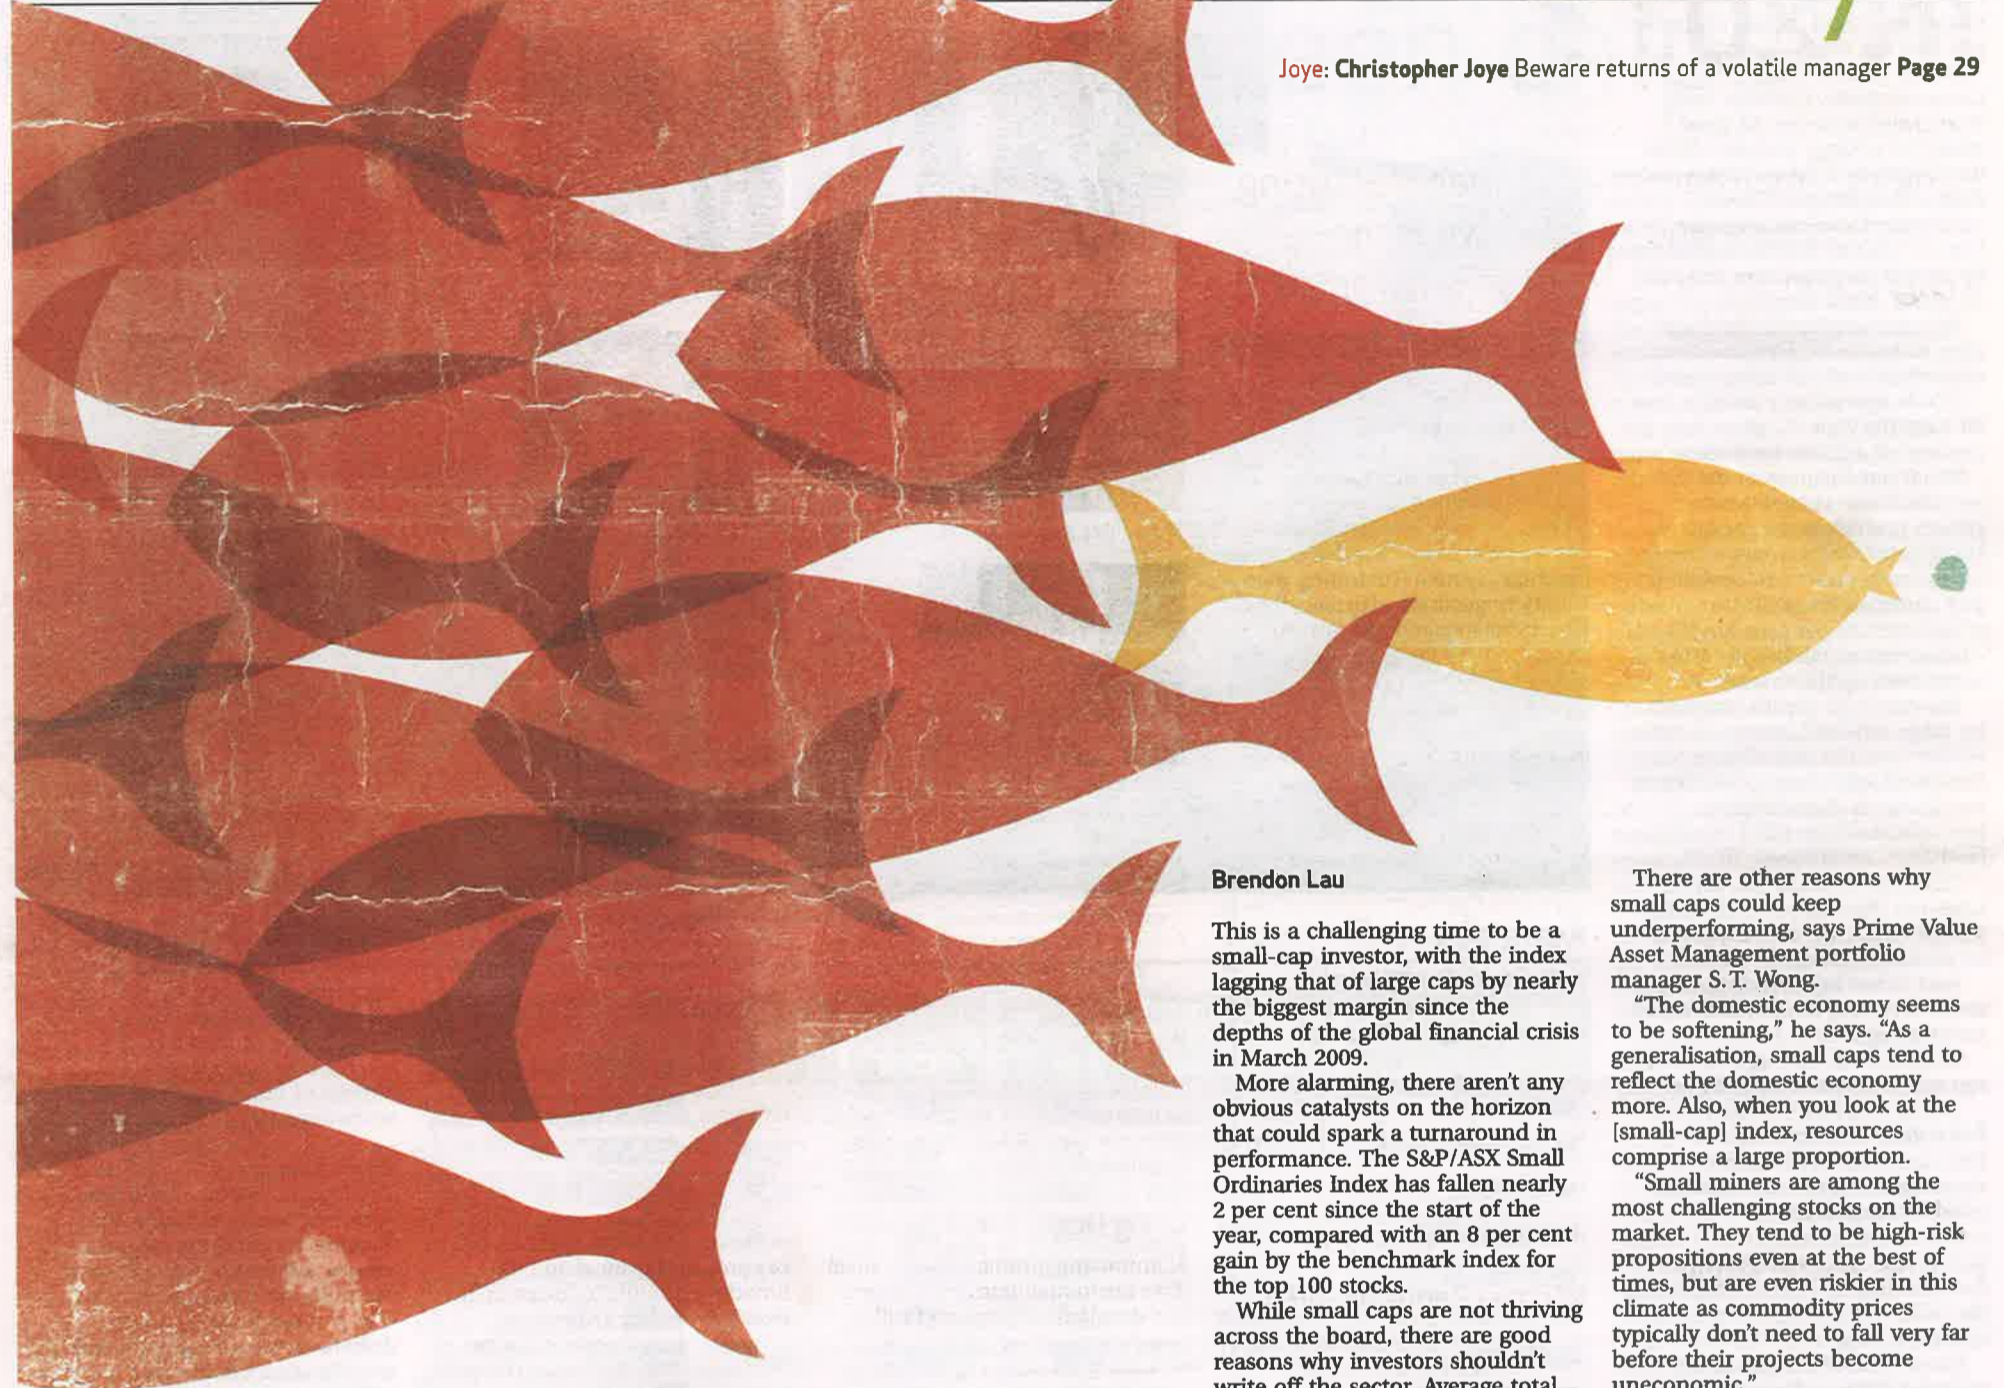 Joye: Christopher Joye Beware returns of a volatile manager Page 29
Brendon Lau
This is a challenging time to be a
small-cap investor, with the index
lagging that of large caps by nearly
the biggest margin since the
depths of the global financial crisis
in March 2009.
More alarming, there aren't any
obvious catalysts on the horizon
that could spark a turnaround in
performance. The S&P/ASX Small
Ordinaries Index has fallen nearly
2 per cent since the start of the
year, compared with an 8 per cent
gain by the benchmark index for
the top 100 stocks.
While small caps are not thriving
across the board, there are good
reasons why investors shouldn't
write off the sector. Average total
There are other reasons why
small caps could keep
underperforming, says Prime Value
Asset Management portfolio
manager S. T. Wong.
“The domestic economy seems
to be softening,” he says. “As a
generalisation, small caps tend to
reflect the domestic economy
more. Also, when you look at the
[small-cap] index, resources
comprise a large proportion.
“Small miners are among the
most challenging stocks on the
market. They tend to be high-risk
propositions even at the best of
times, but are even riskier in this
climate as commodity prices
typically don't need to fall very far
before their projects become
uneconomic.”